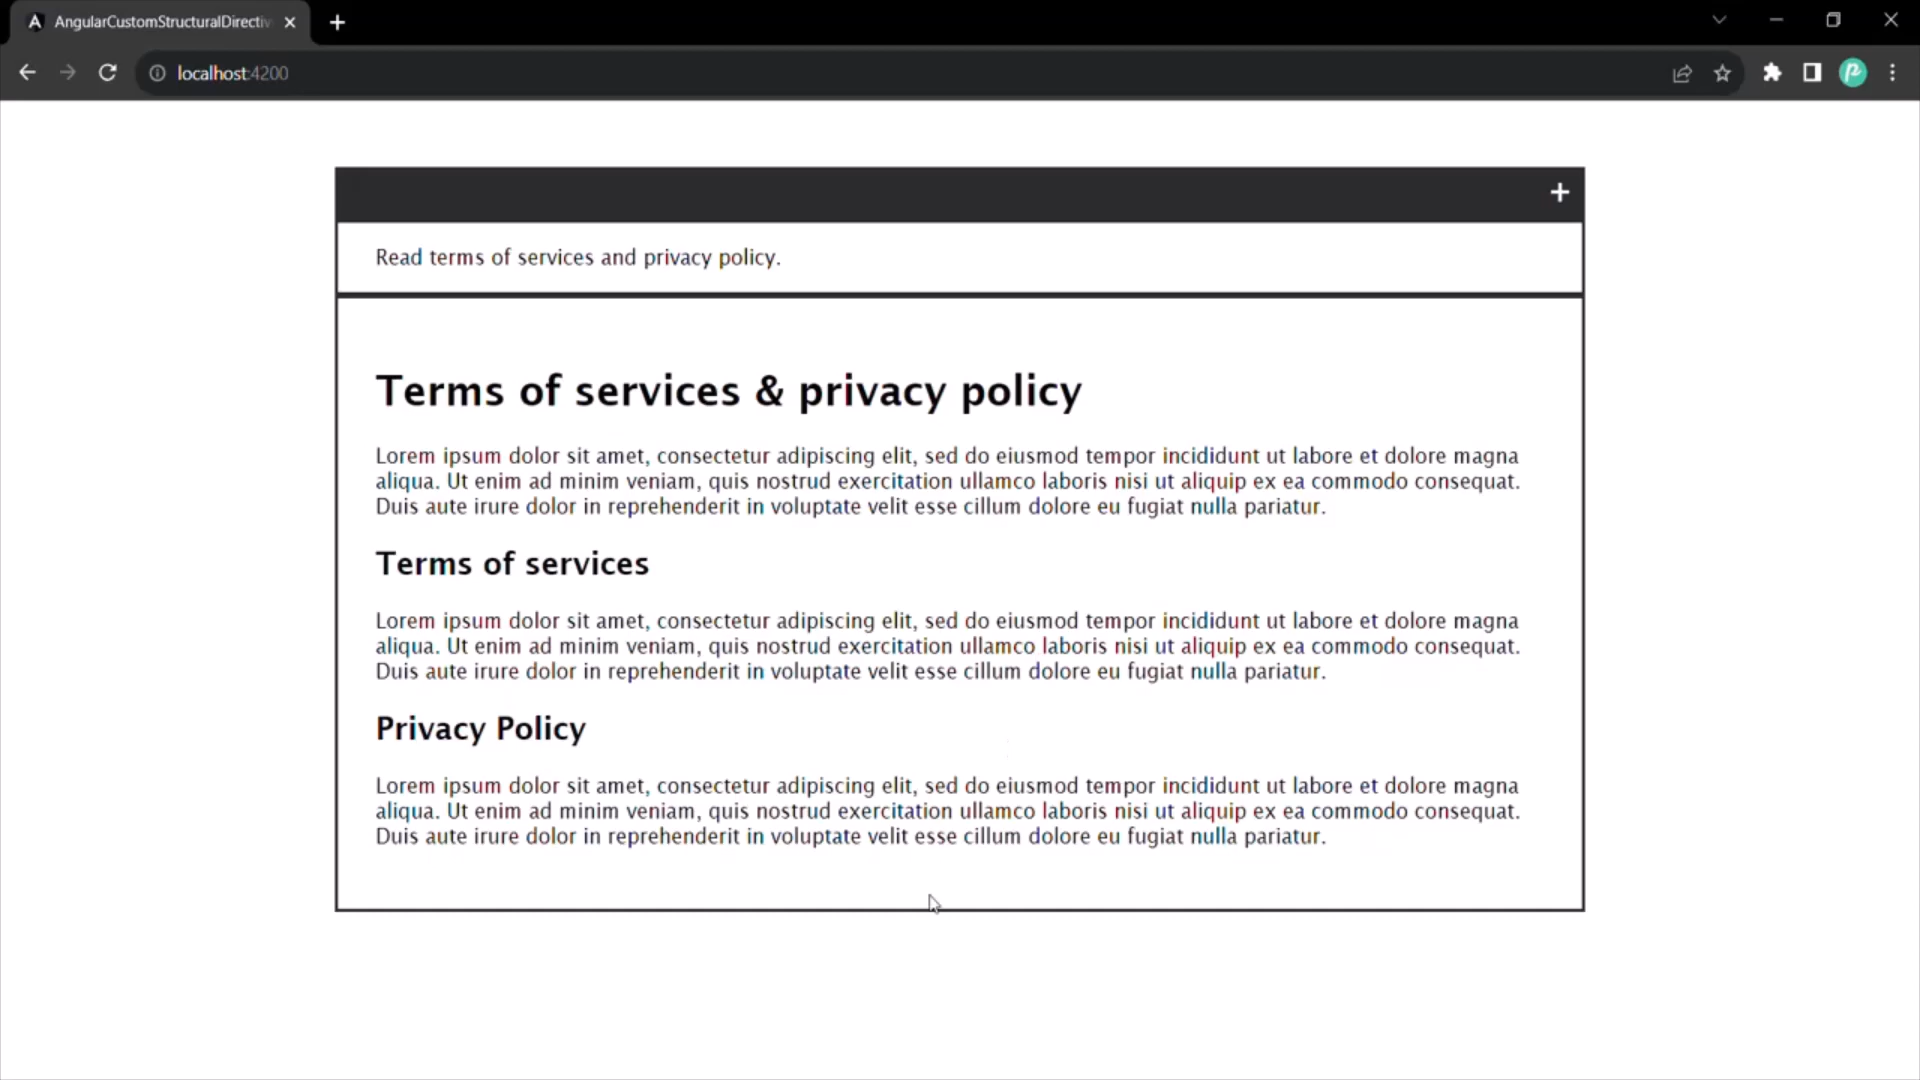 AngularCustomStructuralDirectiv
localhost:4200
Read terms of services and privacy policy.
Terms of services & privacy policy
Lorem ipsum dolor sit amet, consectetur adipiscing elit, sed do eiusmod tempor incididunt ut labore et dolore magna
aliqua. Ut enim ad minim veniam, quis nostrud exercitation ullamco laboris nisi ut aliquip ex ea commodo consequat.
Duis aute irure dolor in reprehenderit in voluptate velit esse cillum dolore eu fugiat nulla pariatur.
Terms of services
Lorem ipsum dolor sit amet, consectetur adipiscing elit, sed do eiusmod tempor incididunt ut labore et dolore magna
aliqua. Ut enim ad minim veniam, quis nostrud exercitation ullamco laboris nisi ut aliquip ex ea commodo consequat.
Duis aute irure dolor in reprehenderit in voluptate velit esse cillum dolore eu fugiat nulla pariatur.
Privacy Policy
Lorem ipsum dolor sit amet, consectetur adipiscing elit, sed do eiusmod tempor incididunt ut labore et dolore magna
aliqua. Ut enim ad minim veniam, quis nostrud exercitation ullamco laboris nisi ut aliquip ex ea commodo consequat.
Duis aute irure dolor in reprehenderit in voluptate velit esse cillum dolore eu fugiat nulla pariatur.